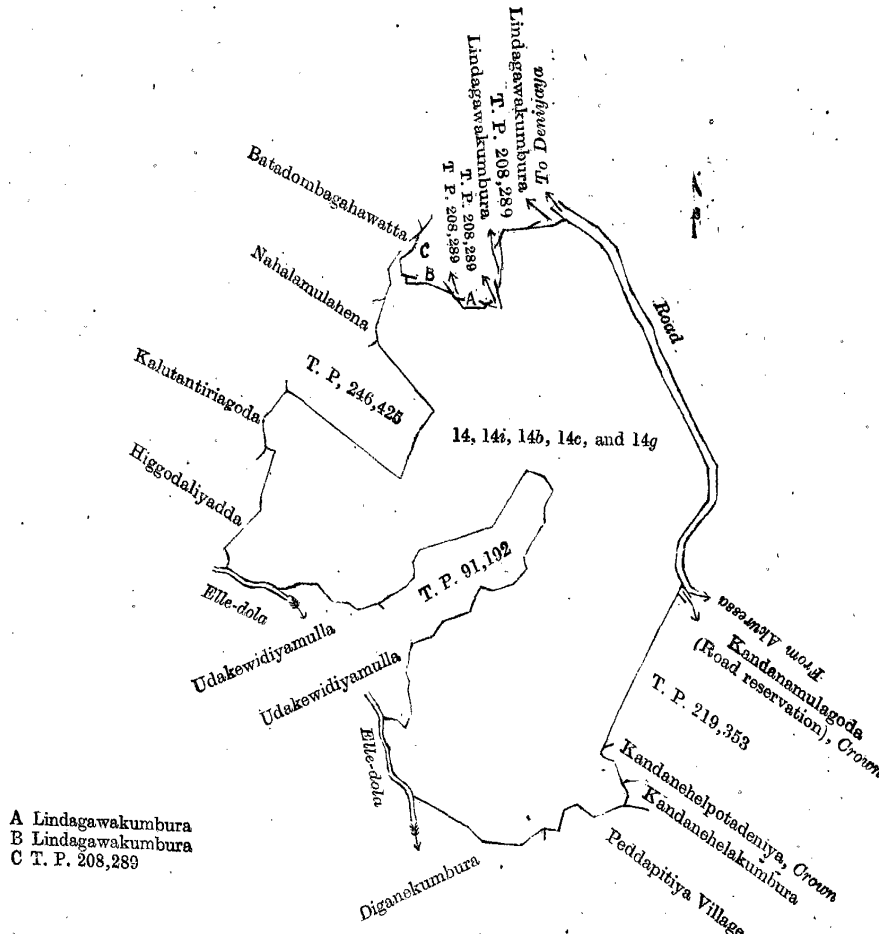 Lindagawakumbura
T. P. 208,289
To Deniyaya
Lindagawakumbura
T. P. 208,289
T P. 208,289
Batadombagahawatta
C
B
A
Nahalamulahena
Road.
Kalutantiriagoda
T. P, 246,425
14, 14i, 14b, 14c, and 14g
Higgodaliyadda
T. P. 91,192
Elle-dola
From Akuressa
Udakewidiyamulla
Kandanamulagoda
(Road reservation), Crown
Udakewidiyamulla
T. P. 219,353
Elle-dola
Kandanehelpotadeniya, Crown
Kandanehelakumbura
Peddapitiya Village
Diganekumbura
A Lindagawakumbura
B Lindagawakumbura
C T. P. 208,289